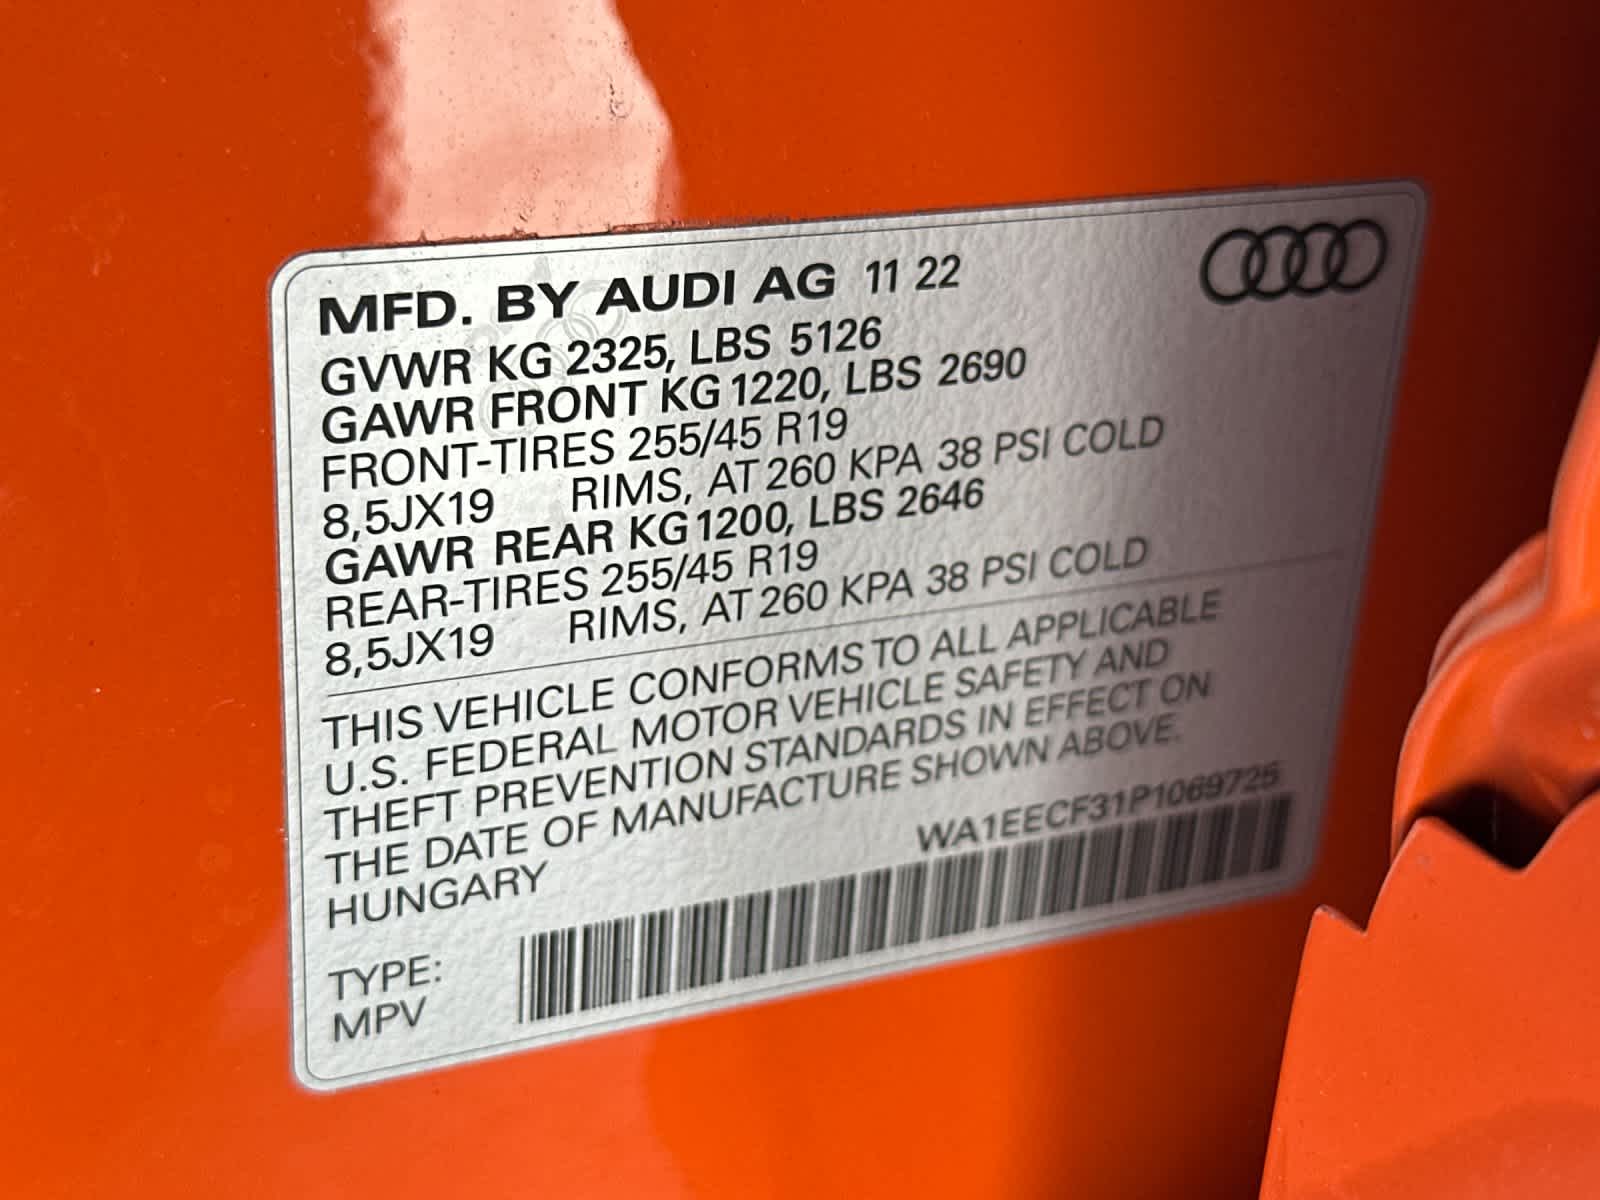 MFD. BY AUDI AG 11 22
GVWR KG 2325, LBS 5126
GAWR FRONT KG 1220, LBS 2690
FRONT-TIRES 255/45 R19
8,5JX19 RIMS, AT 260 KPA 38 PSI COLD
GAWR REAR KG 1200, LBS 2646
REAR-TIRES 255/45 R19
8,5JX19 RIMS, AT 260 KPA 38 PSI COLD
THIS VEHICLE CONFORMS TO ALL APPLICABLE
U.S. FEDERAL MOTOR VEHICLE SAFETY AND
THEFT PREVENTION STANDARDS IN EFFECT ON
THE DATE OF MANUFACTURE SHOWN ABOVE.
HUNGARY WA1EECF31P1069725
TYPE:
MPV